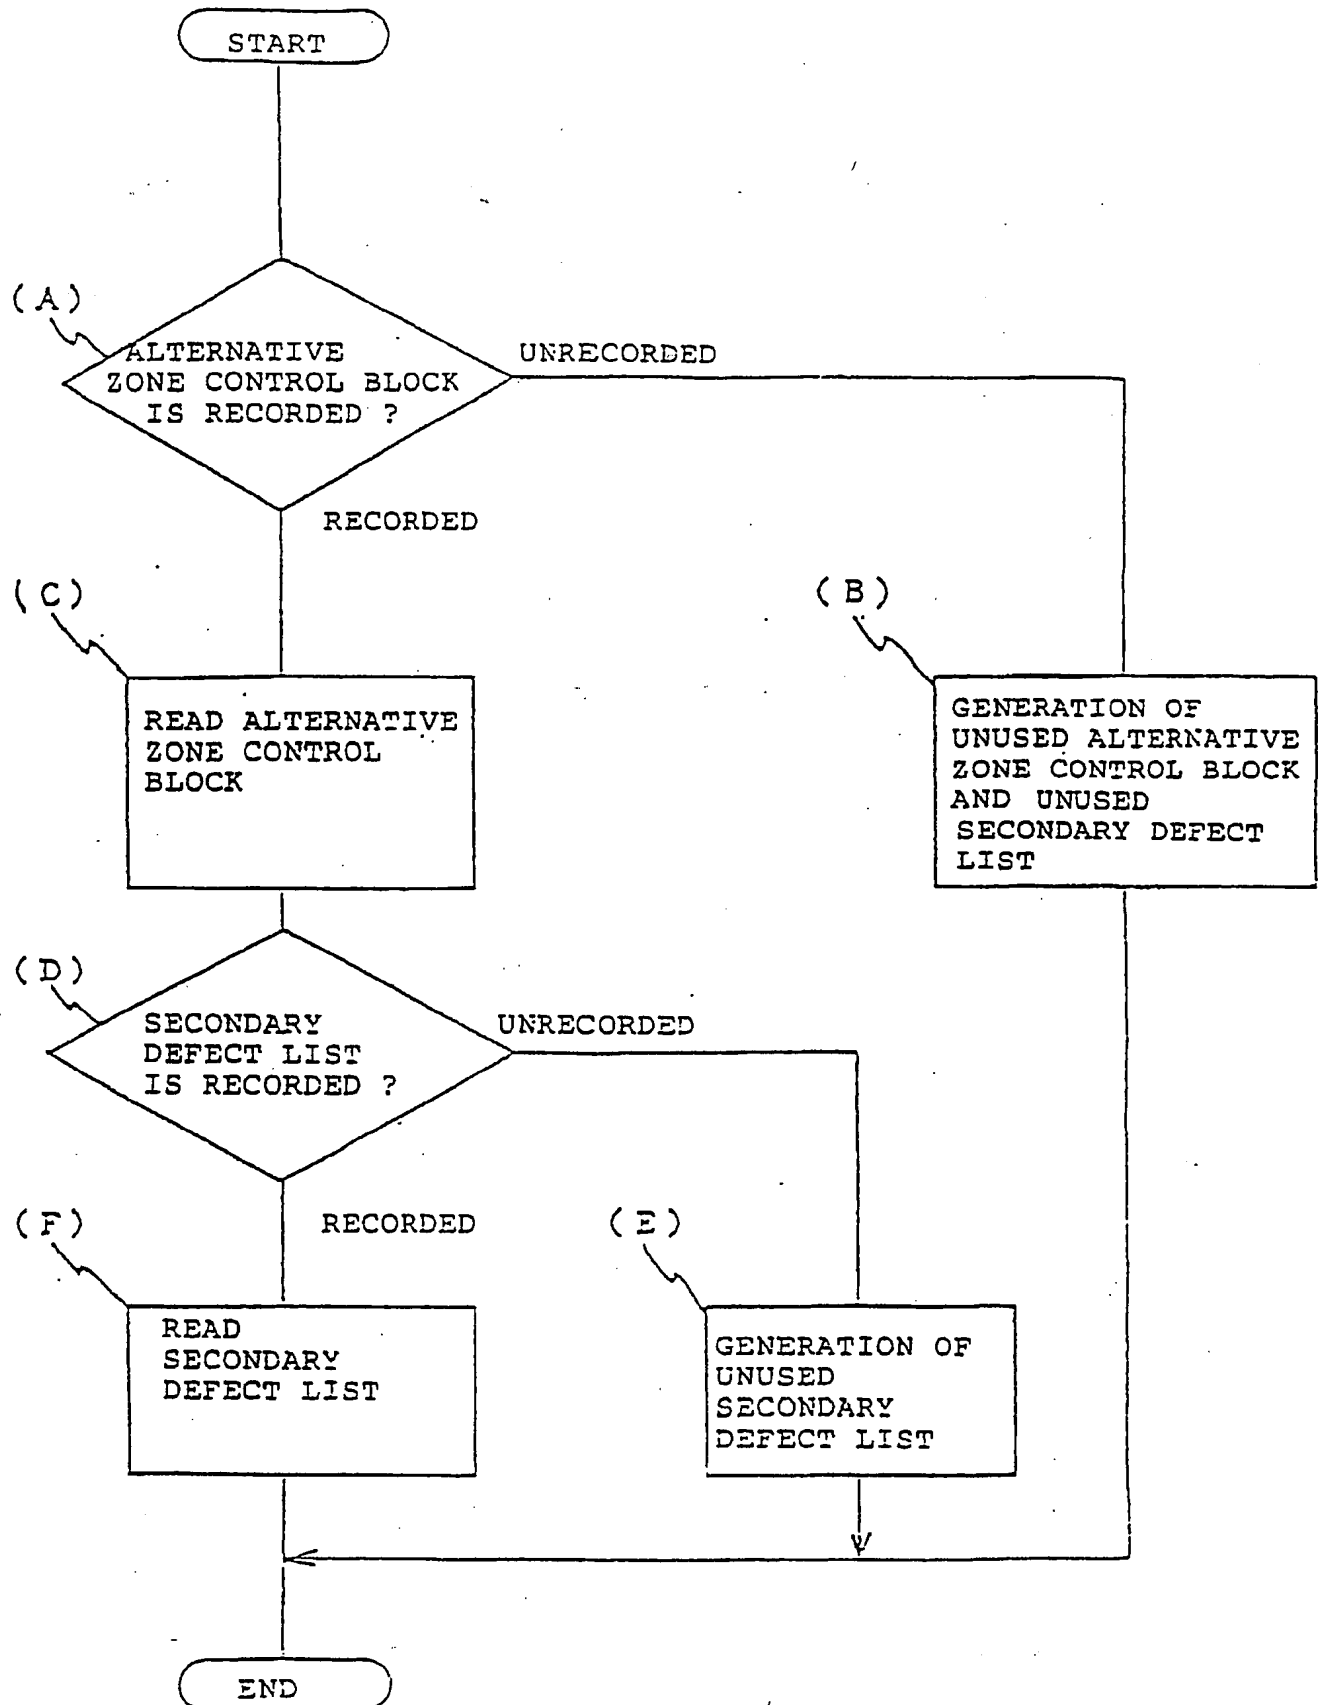 START
(A)
ALTERNATIVE
ZONE CONTROL BLOCK
IS RECORDED ?
UNRECORDED
RECORDED
(C)
READ ALTERNATIVE
ZONE CONTROL
BLOCK
(B)
GENERATION OF
UNUSED ALTERNATIVE
ZONE CONTROL BLOCK
AND UNUSED
SECONDARY DEFECT
LIST
(D)
SECONDARY
DEFECT LIST
IS RECORDED ?
UNRECORDED
RECORDED
(F)
READ
SECONDARY
DEFECT LIST
(E)
GENERATION OF
UNUSED
SECONDARY
DEFECT LIST
END